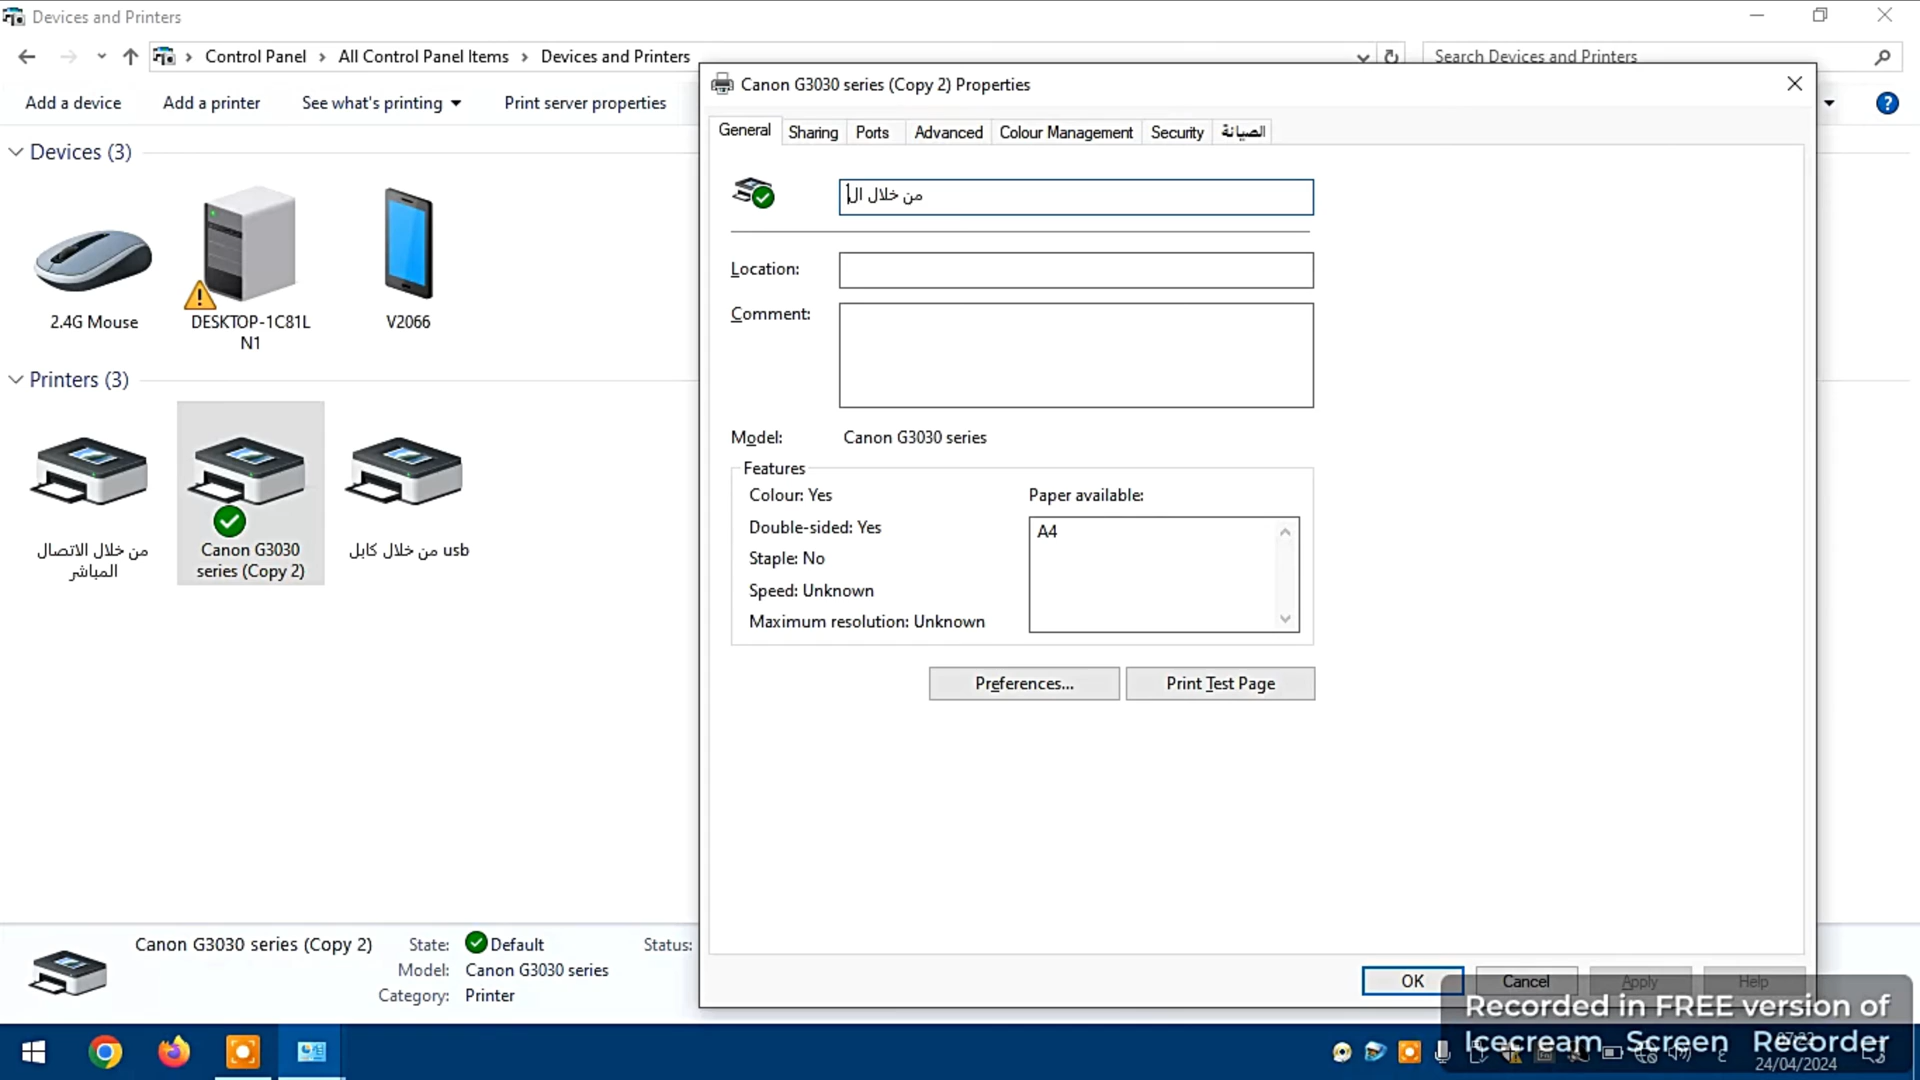 Devices and Printers
Control Panel
All Control Panel Items
Devices and Printers
Search Devices and Printers
Add a device
Add a printer
See what's printing
Print server properties
Devices (3)
2.4G Mouse
DESKTOP-1C81L
N1
V2066
Printers (3)
من خلال الاتصال
المباشر
Canon G3030
series (Copy 2)
من خلال كابل usb
Canon G3030 series (Copy 2) Properties
General
Sharing
Ports
Advanced
Colour Management
Security
الصيانة
من خلال ال
Location:
Comment:
Model:
Canon G3030 series
Features
Colour: Yes
Double-sided: Yes
Staple: No
Speed: Unknown
Maximum resolution: Unknown
Paper available:
A4
Preferences...
Print Test Page
OK
Cancel
Apply
Help
Canon G3030 series (Copy 2)
State:
Default
Status:
Model:
Canon G3030 series
Category:
Printer
Recorded in FREE version of
Icecream Screen Recorder
24/04/2024